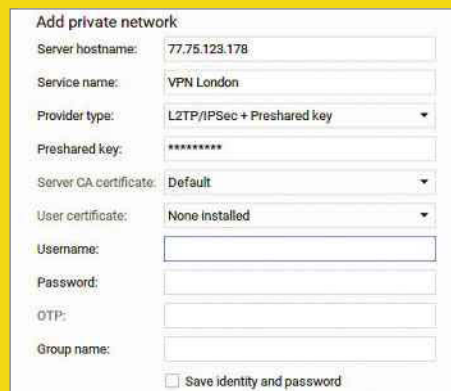 Add private network
Server hostname: 77.75.123.178
Service name: VPN London
Provider type: L2TP/IPSec + Preshared key
Preshared key: *********
Server CA certificate: Default
User certificate: None installed
Username:
Password:
OTP:
Group name:
Save identity and password